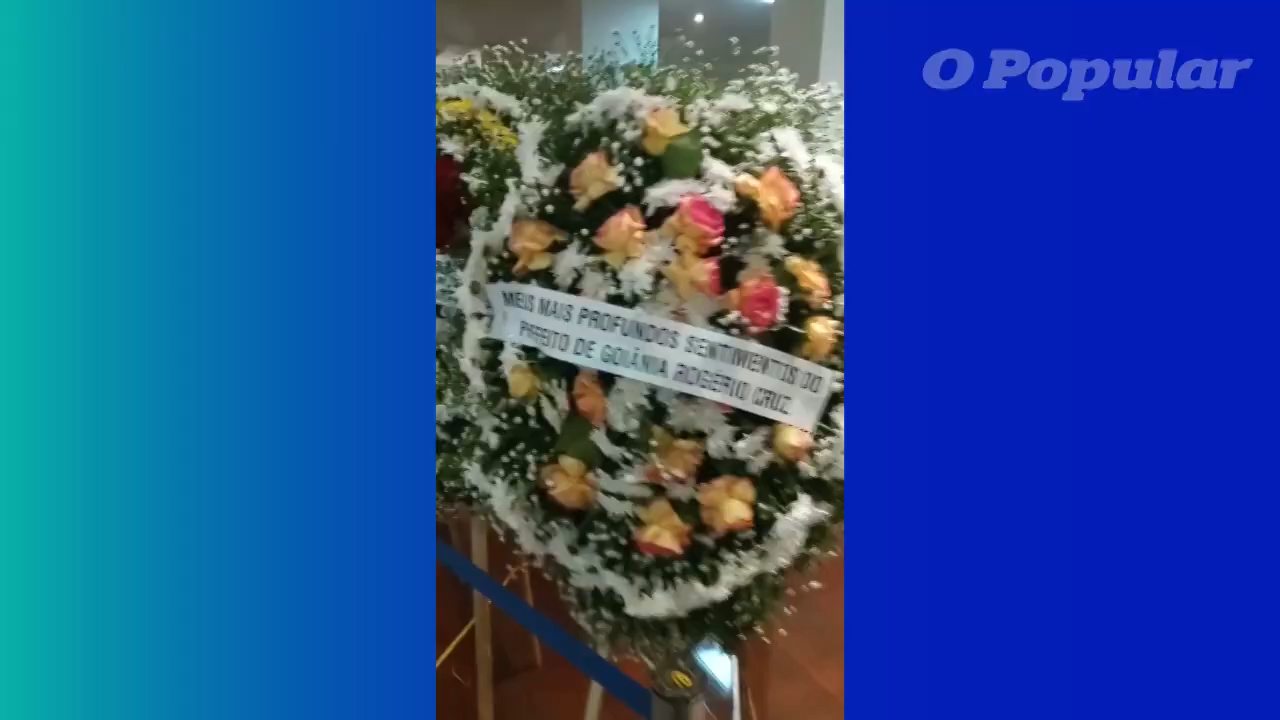 O Popular
MEUS MAIS PROFUNDOS SENTIMENTOS DO
PREFEITO DE GOIÂNIA ROGÉRIO CRUZ